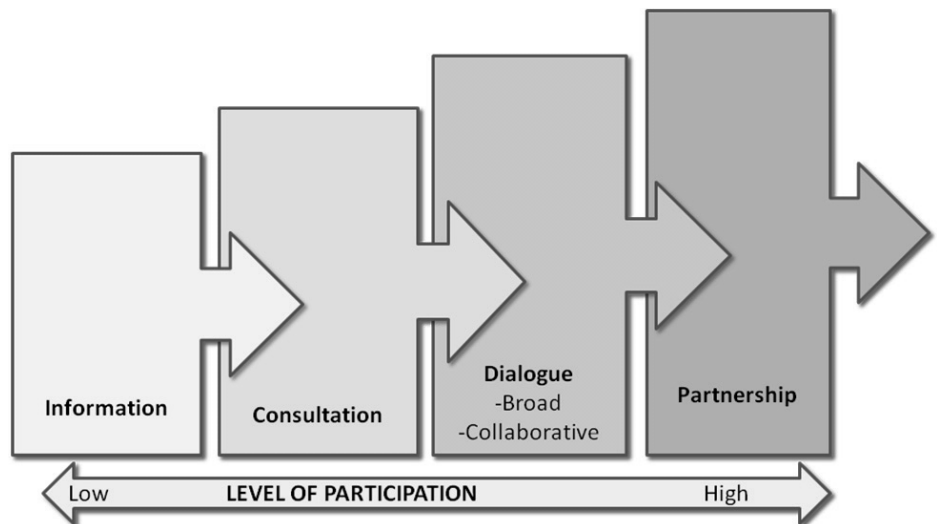 Information
Consultation
Dialogue
-Broad
-Collaborative
Partnership
Low LEVEL OF PARTICIPATION High